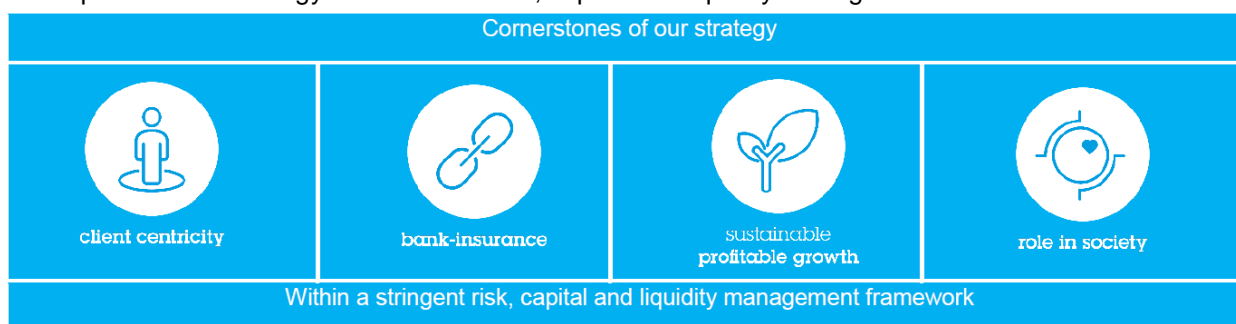 Cornerstones of our strategy
client centricity
bank-insurance
sustainable
profitable growth
role in society
Within a stringent risk, capital and liquidity management framework